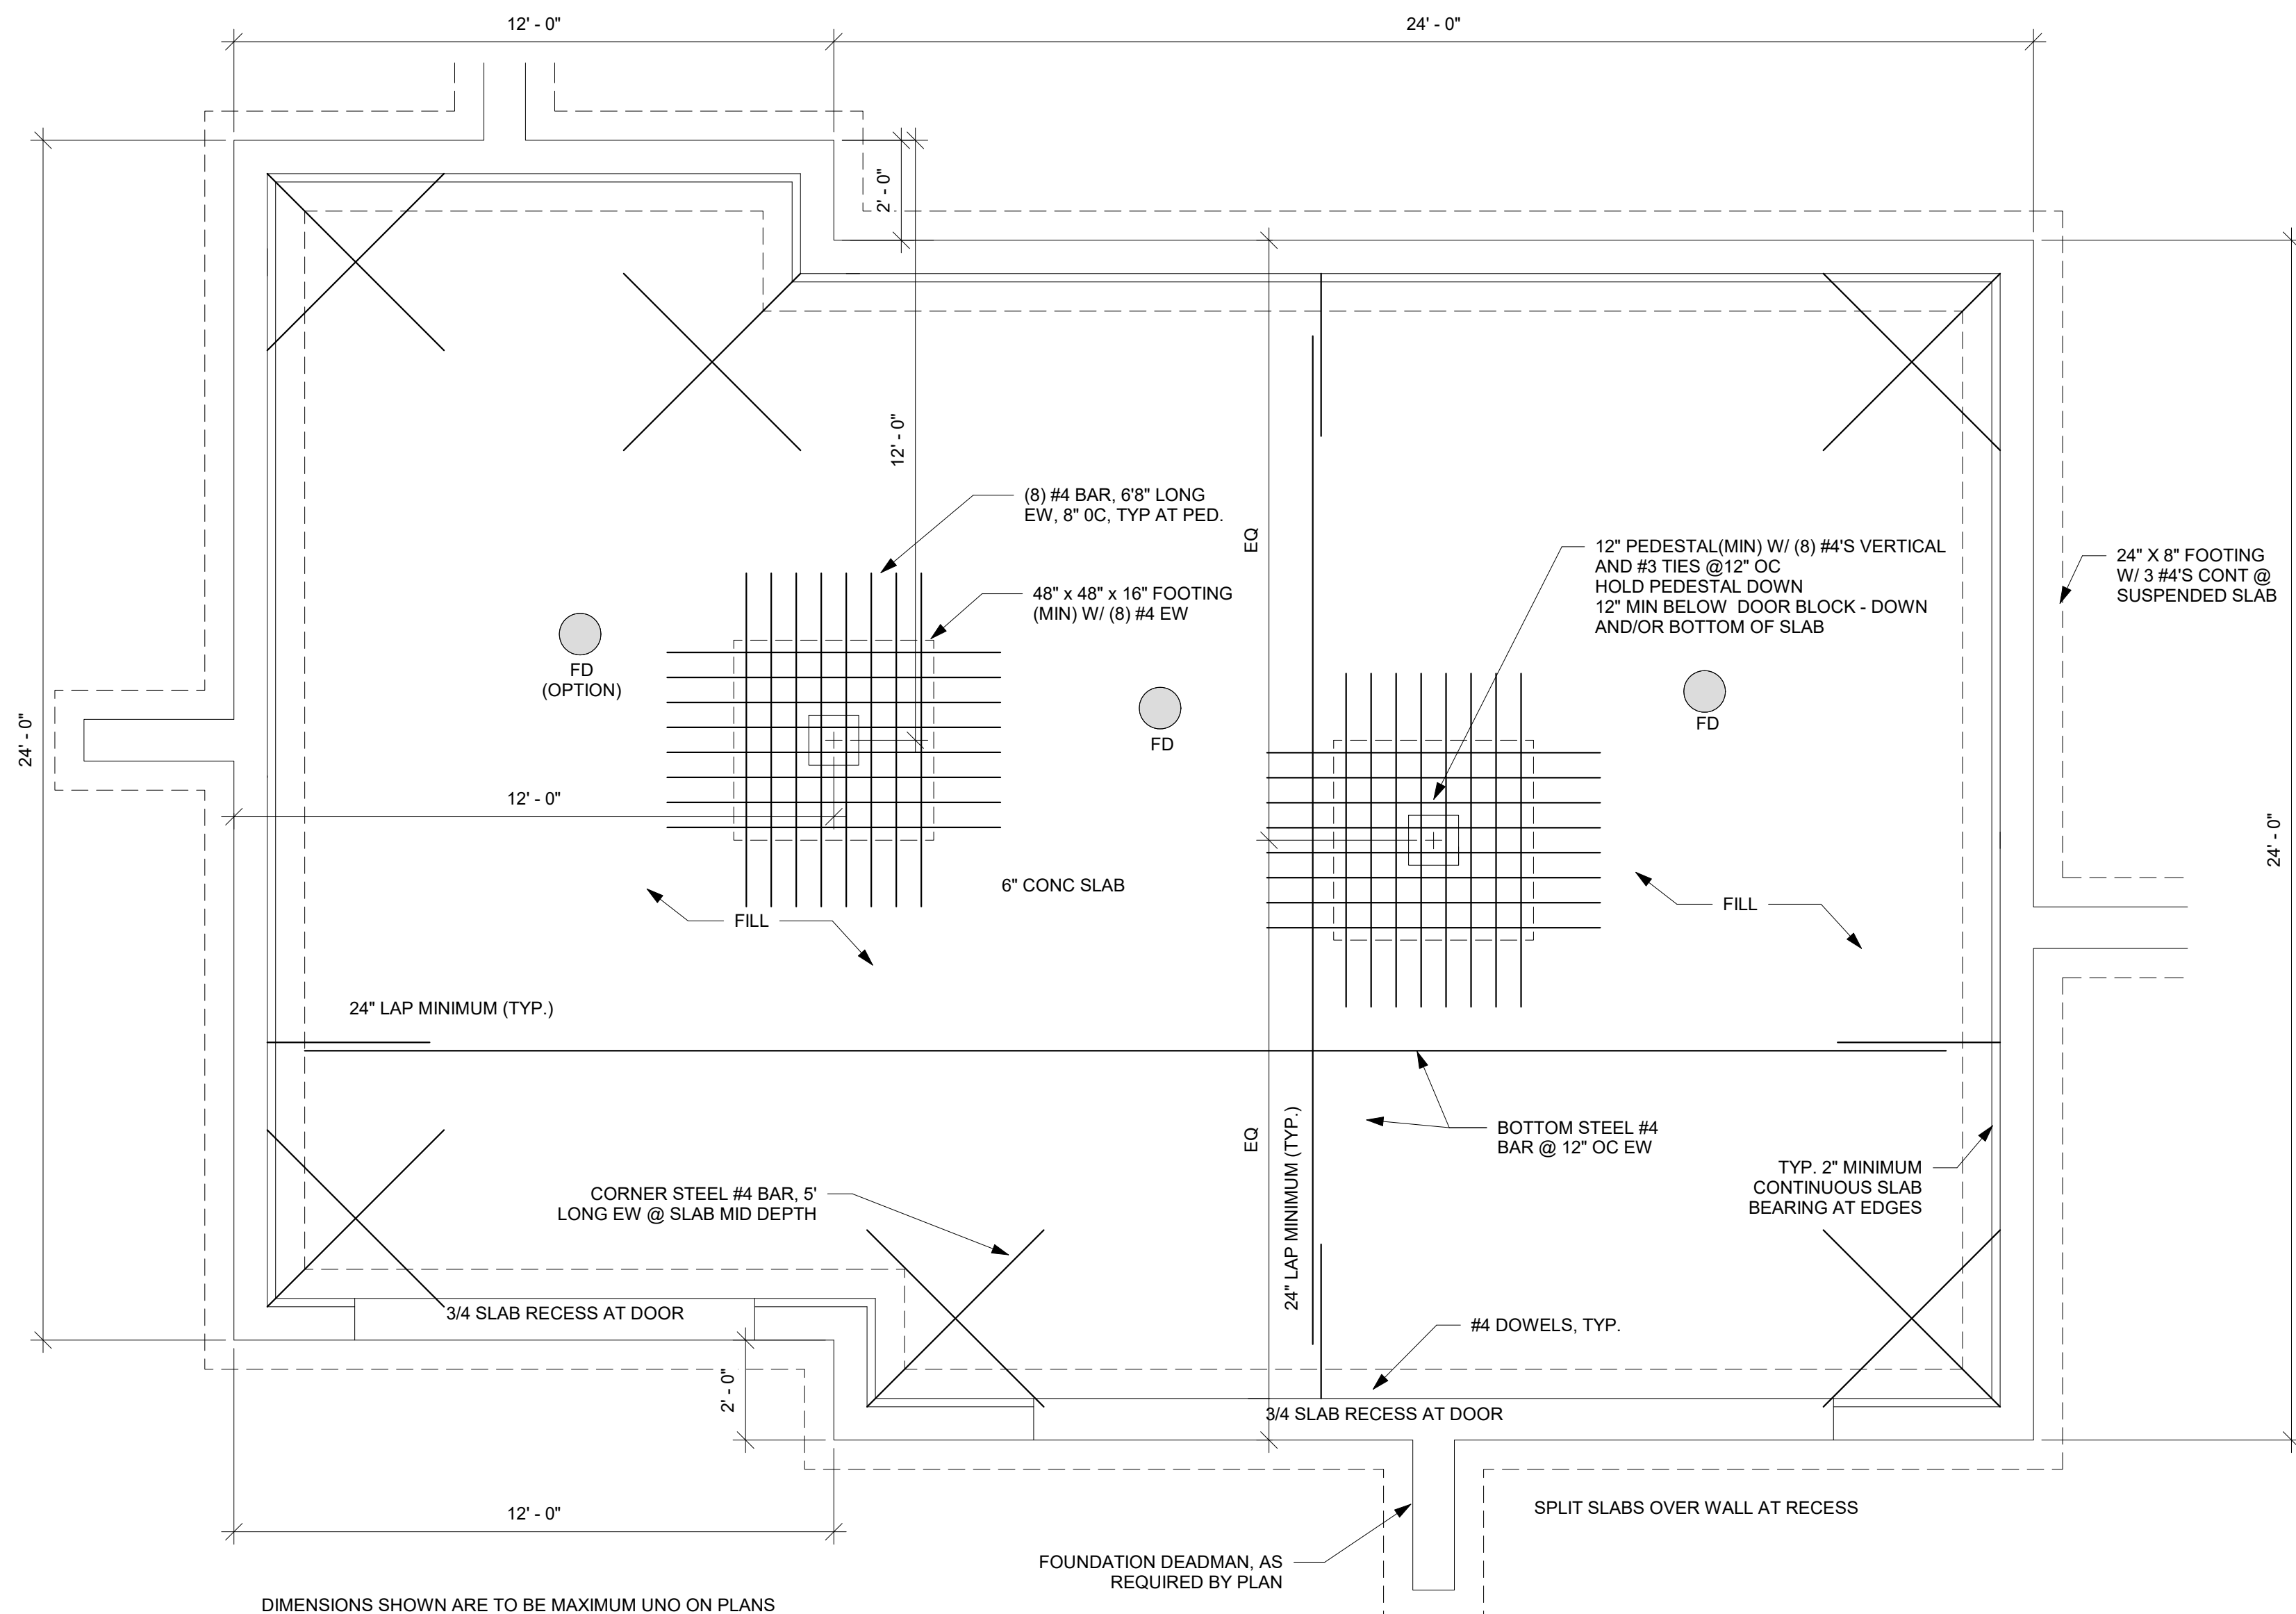 12' - 0"
24' - 0"
2' - 0"
12' - 0"
(8) #4 BAR, 6'8" LONG
EW, 8" 0C, TYP AT PED.
EQ
12" PEDESTAL(MIN) W/ (8) #4'S VERTICAL
AND #3 TIES @12" OC
HOLD PEDESTAL DOWN
12" MIN BELOW DOOR BLOCK - DOWN
AND/OR BOTTOM OF SLAB
24" X 8" FOOTING
W/ 3 #4'S CONT @
SUSPENDED SLAB
48" x 48" x 16" FOOTING
(MIN) W/ (8) #4 EW
FD
(OPTION)
FD
FD
24' - 0"
12' - 0"
24' - 0"
6" CONC SLAB
FILL
FILL
24" LAP MINIMUM (TYP.)
BOTTOM STEEL #4
BAR @ 12" OC EW
EQ
24" LAP MINIMUM (TYP.)
TYP. 2" MINIMUM
CONTINUOUS SLAB
BEARING AT EDGES
CORNER STEEL #4 BAR, 5'
LONG EW @ SLAB MID DEPTH
3/4 SLAB RECESS AT DOOR
#4 DOWELS, TYP.
2' - 0"
3/4 SLAB RECESS AT DOOR
12' - 0"
SPLIT SLABS OVER WALL AT RECESS
FOUNDATION DEADMAN, AS
REQUIRED BY PLAN
DIMENSIONS SHOWN ARE TO BE MAXIMUM UNO ON PLANS